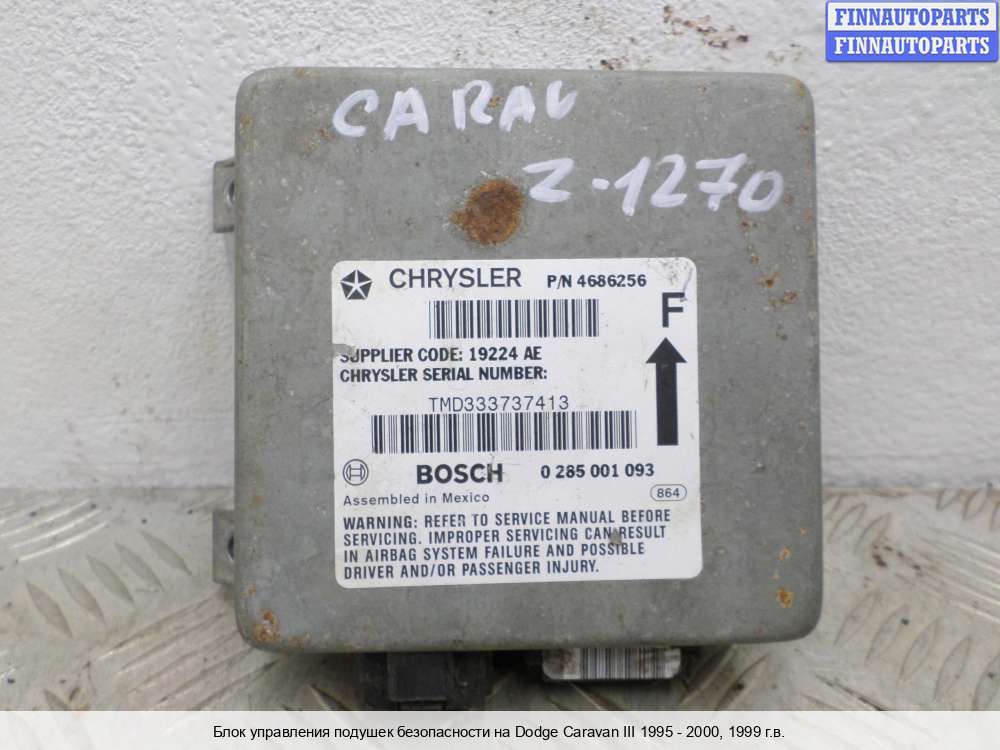 FINNAUTOPARTS
FINNAUTOPARTS
CARAV
Z-1270
CHRYSLER P/N 4686256
F
SUPPLIER CODE: 19224 AE
CHRYSLER SERIAL NUMBER:
TMD333737413
BOSCH 0 285 001 093
Assembled in Mexico 864
WARNING: REFER TO SERVICE MANUAL BEFORE
SERVICING. IMPROPER SERVICING CAN RESULT
IN AIRBAG SYSTEM FAILURE AND POSSIBLE
DRIVER AND/OR PASSENGER INJURY.
Блок управления подушек безопасности на Dodge Caravan III 1995 - 2000, 1999 г.в.